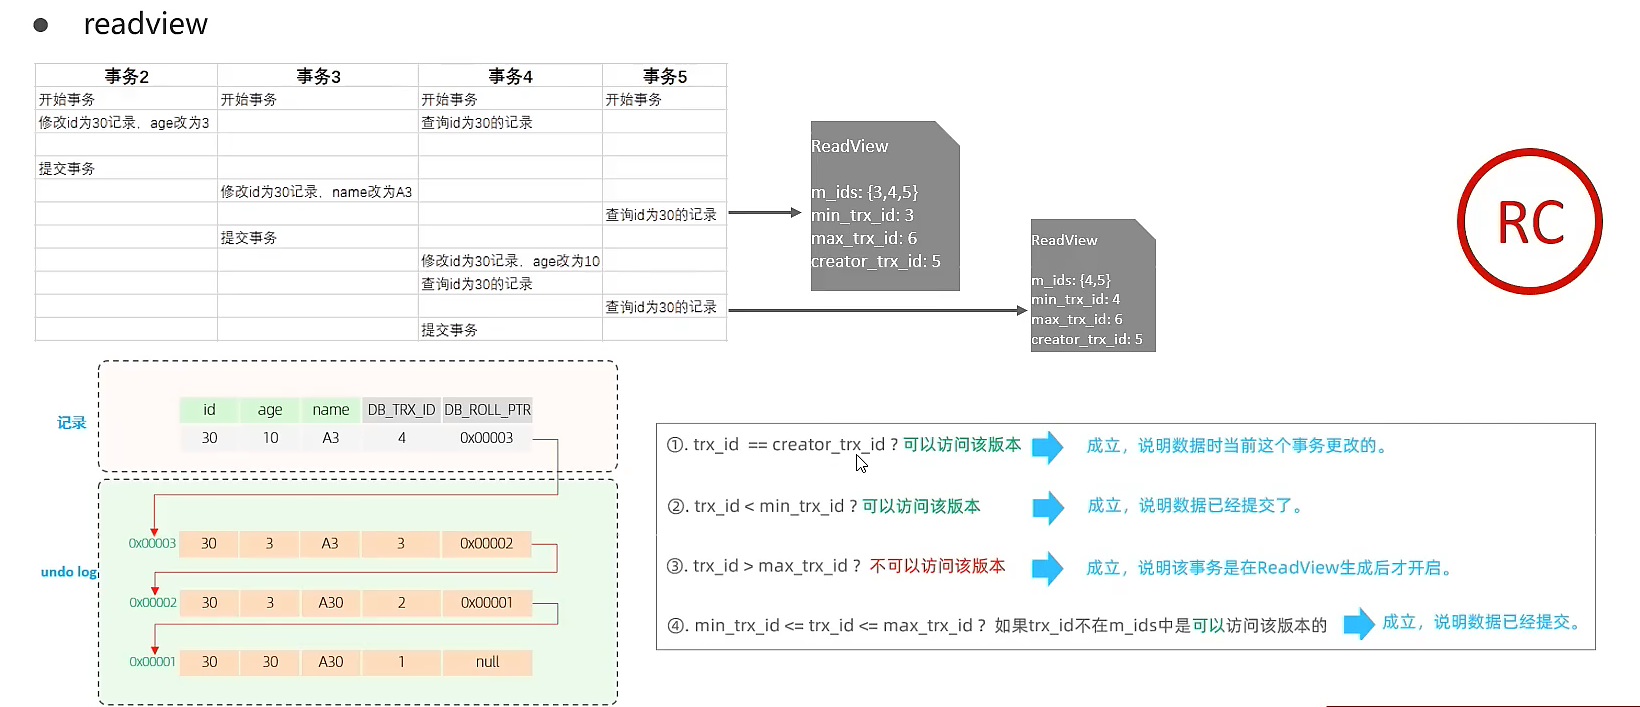 ● readview
事务2 事务3 事务4 事务5
开始事务 开始事务 开始事务 开始事务
修改id为30记录，age改为3 查询id为30的记录
提交事务
修改id为30记录，name改为A3
查询id为30的记录
提交事务
修改id为30记录，age改为10
查询id为30的记录
查询id为30的记录
提交事务
ReadView
m_ids: {3,4,5}
min_trx_id: 3
max_trx_id: 6
creator_trx_id: 5
ReadView
m_ids: {4,5}
min_trx_id: 4
max_trx_id: 6
creator_trx_id: 5
RC
记录
id age name DB_TRX_ID DB_ROLL_PTR
30 10 A3 4 0x00003
undo log
0x00003 30 3 A3 3 0x00002
0x00002 30 3 A30 2 0x00001
0x00001 30 30 A30 1 null
①. trx_id == creator_trx_id ? 可以访问该版本 成立，说明数据时当前这个事务更改的。
②. trx_id < min_trx_id ? 可以访问该版本 成立，说明数据已经提交了。
③. trx_id > max_trx_id ? 不可以访问该版本 成立，说明该事务是在ReadView生成后才开启。
④. min_trx_id <= trx_id <= max_trx_id ? 如果trx_id不在m_ids中是可以访问该版本的 成立，说明数据已经提交。